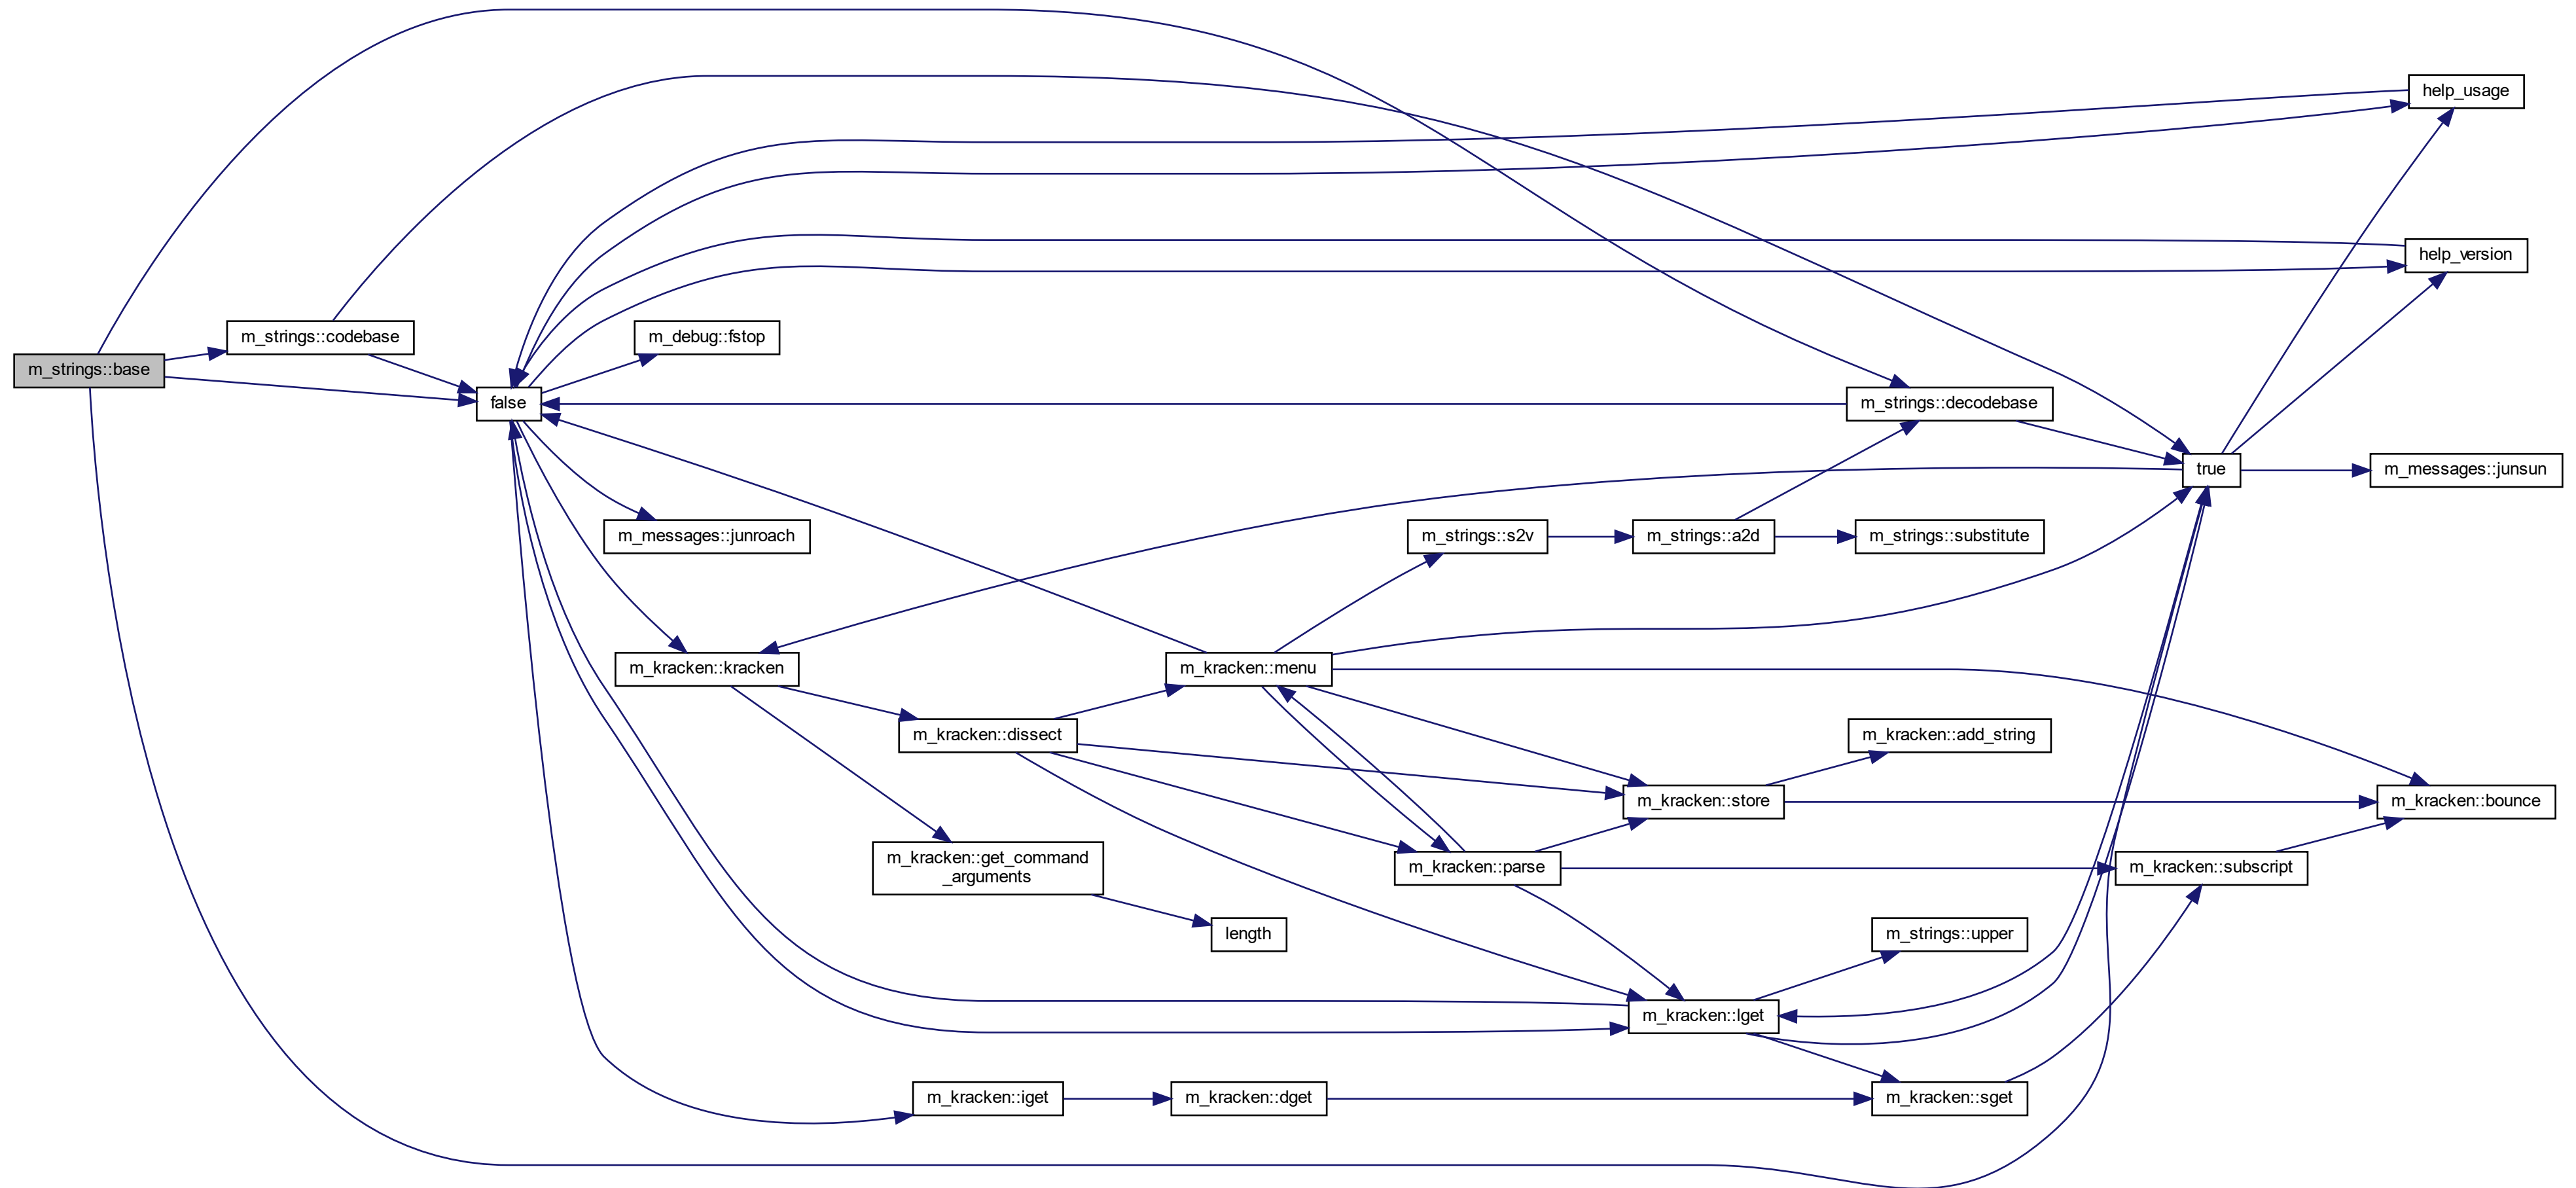 help_usage
help_version
m_strings::codebase
m_debug::fstop
m_strings::base
false
m_strings::decodebase
true
m_messages::junsun
m_messages::junroach
m_strings::s2v
m_strings::a2d
m_strings::substitute
m_kracken::kracken
m_kracken::menu
m_kracken::dissect
m_kracken::add_string
m_kracken::store
m_kracken::bounce
m_kracken::get_command
_arguments
m_kracken::parse
m_kracken::subscript
length
m_strings::upper
m_kracken::lget
m_kracken::iget
m_kracken::dget
m_kracken::sget